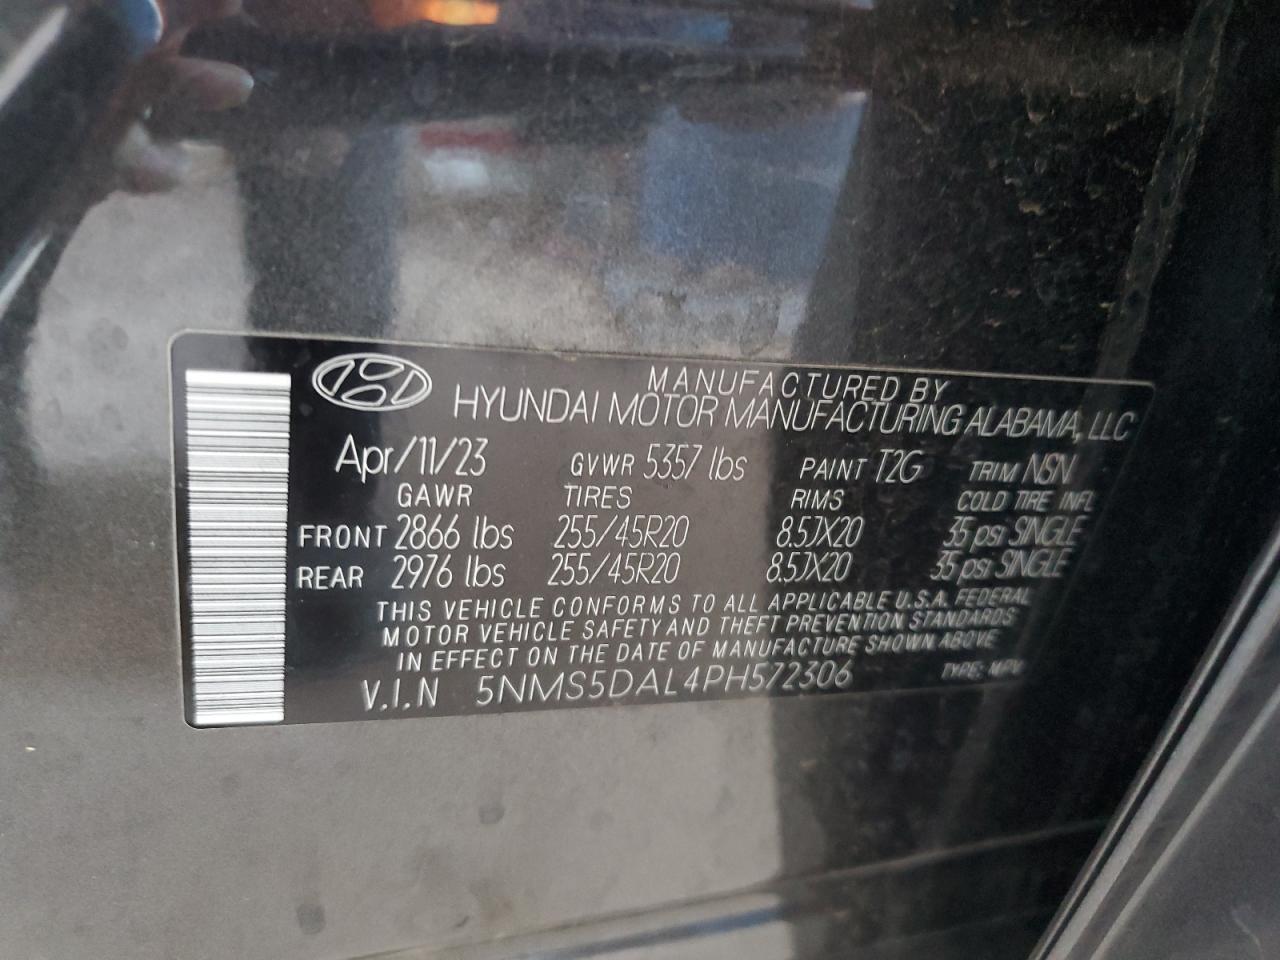 MANUFACTURED BY
HYUNDAI MOTOR MANUFACTURING ALABAMA, LLC
Apr/11/23 GVWR 5357 lbs PAINT T2G TRIM NSN
GAWR TIRES RIMS COLD TIRE INFL
FRONT 2866 lbs 255/45R20 8.5JX20 35 psi SINGLE
REAR 2976 lbs 255/45R20 8.5JX20 35 psi SINGLE
THIS VEHICLE CONFORMS TO ALL APPLICABLE U.S.A. FEDERAL
MOTOR VEHICLE SAFETY AND THEFT PREVENTION STANDARDS
IN EFFECT ON THE DATE OF MANUFACTURE SHOWN ABOVE
V.I.N 5NMS5DAL4PH572306 TYPE: MPV